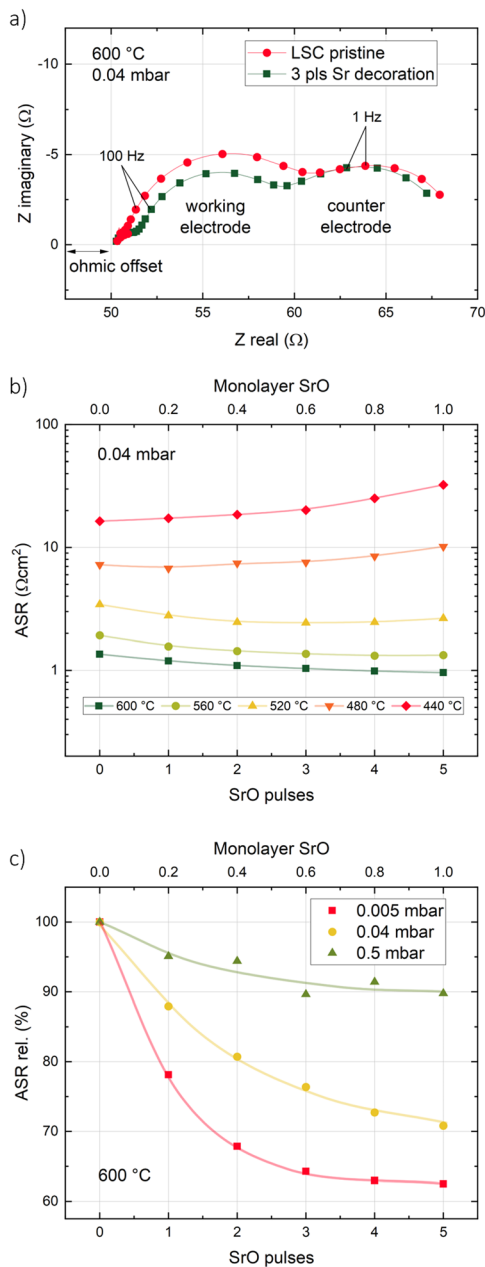 a)
600 °C
0.04 mbar
LSC pristine
3 pls Sr decoration
1 Hz
100 Hz
working
electrode
counter
electrode
ohmic offset
-10
-5
0
Z imaginary (Ω)
50 55 60 65 70
Z real (Ω)
b)
Monolayer SrO
0.0 0.2 0.4 0.6 0.8 1.0
0.04 mbar
100
10
1
ASR (Ωcm²)
600 °C 560 °C 520 °C 480 °C 440 °C
0 1 2 3 4 5
SrO pulses
c)
Monolayer SrO
0.0 0.2 0.4 0.6 0.8 1.0
0.005 mbar
0.04 mbar
0.5 mbar
100
90
80
70
60
ASR rel. (%)
600 °C
0 1 2 3 4 5
SrO pulses